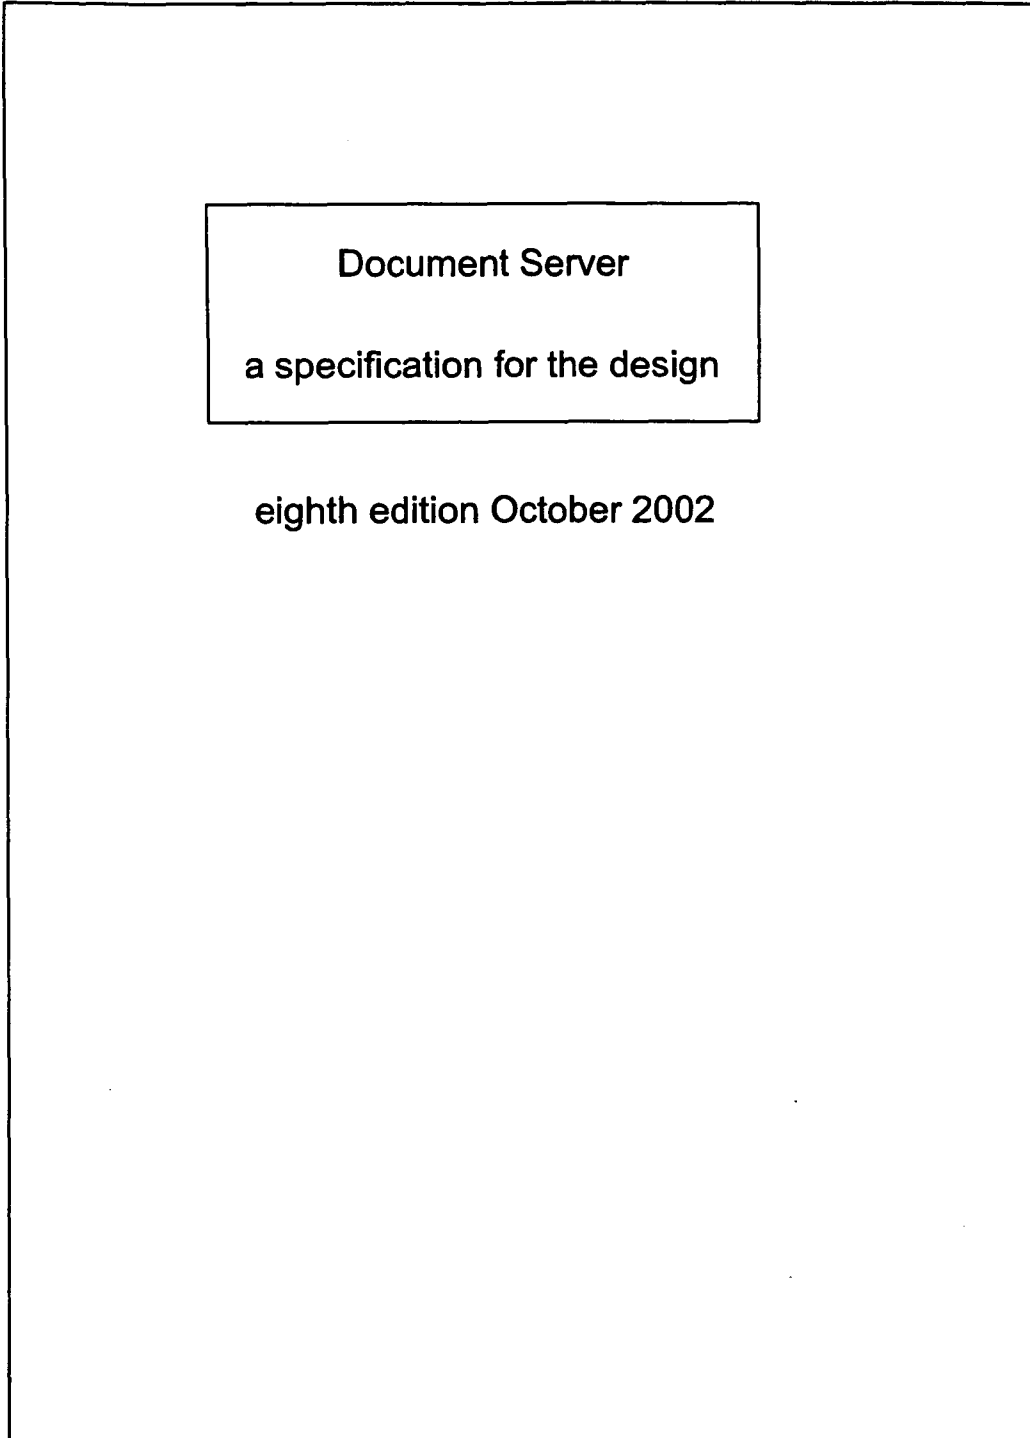 Document Server
a specification for the design
eighth edition October 2002